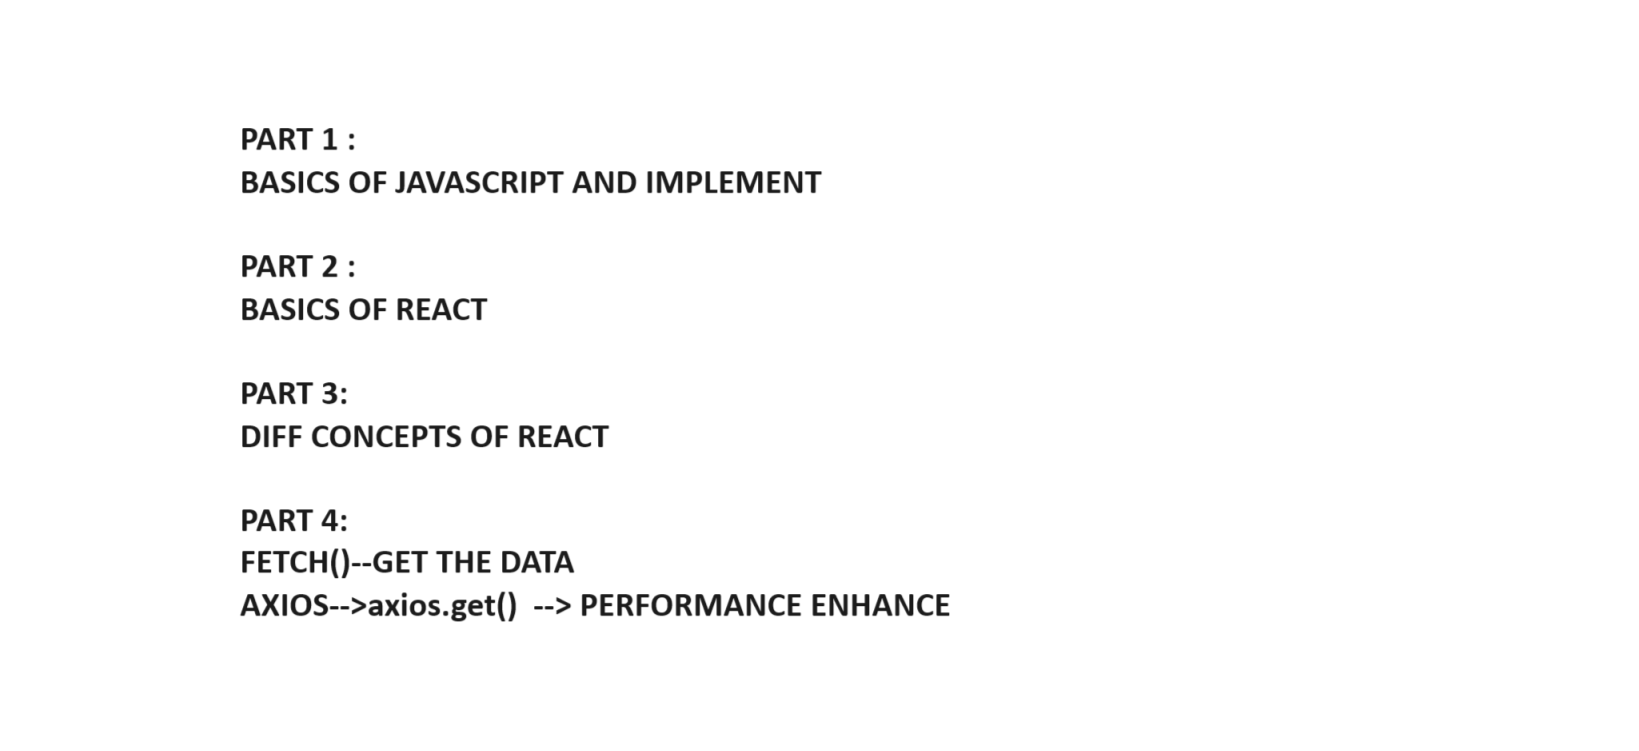 PART 1 :
BASICS OF JAVASCRIPT AND IMPLEMENT
PART 2 :
BASICS OF REACT
PART 3:
DIFF CONCEPTS OF REACT
PART 4:
FETCH()--GET THE DATA
AXIOS-->axios.get()  --> PERFORMANCE ENHANCE